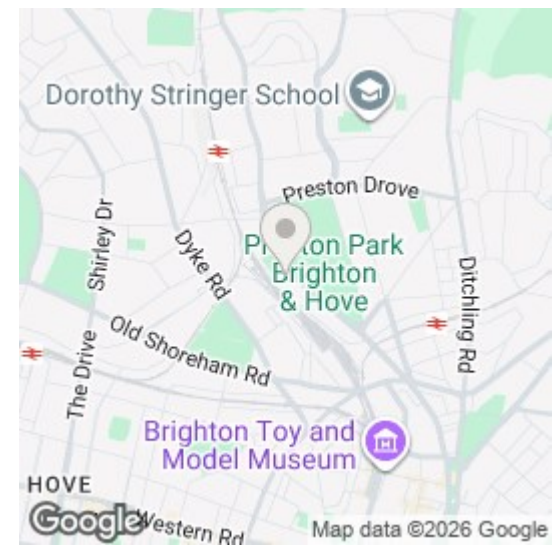 Dorothy Stringer School
Preston Drove
Shirley Dr
Dyke Rd
Preston Park
Brighton
& Hove
Ditchling Rd
Old Shoreham Rd
The Drive
Brighton Toy and
Model Museum
HOVE
Western Rd
Google
Map data ©2026 Google